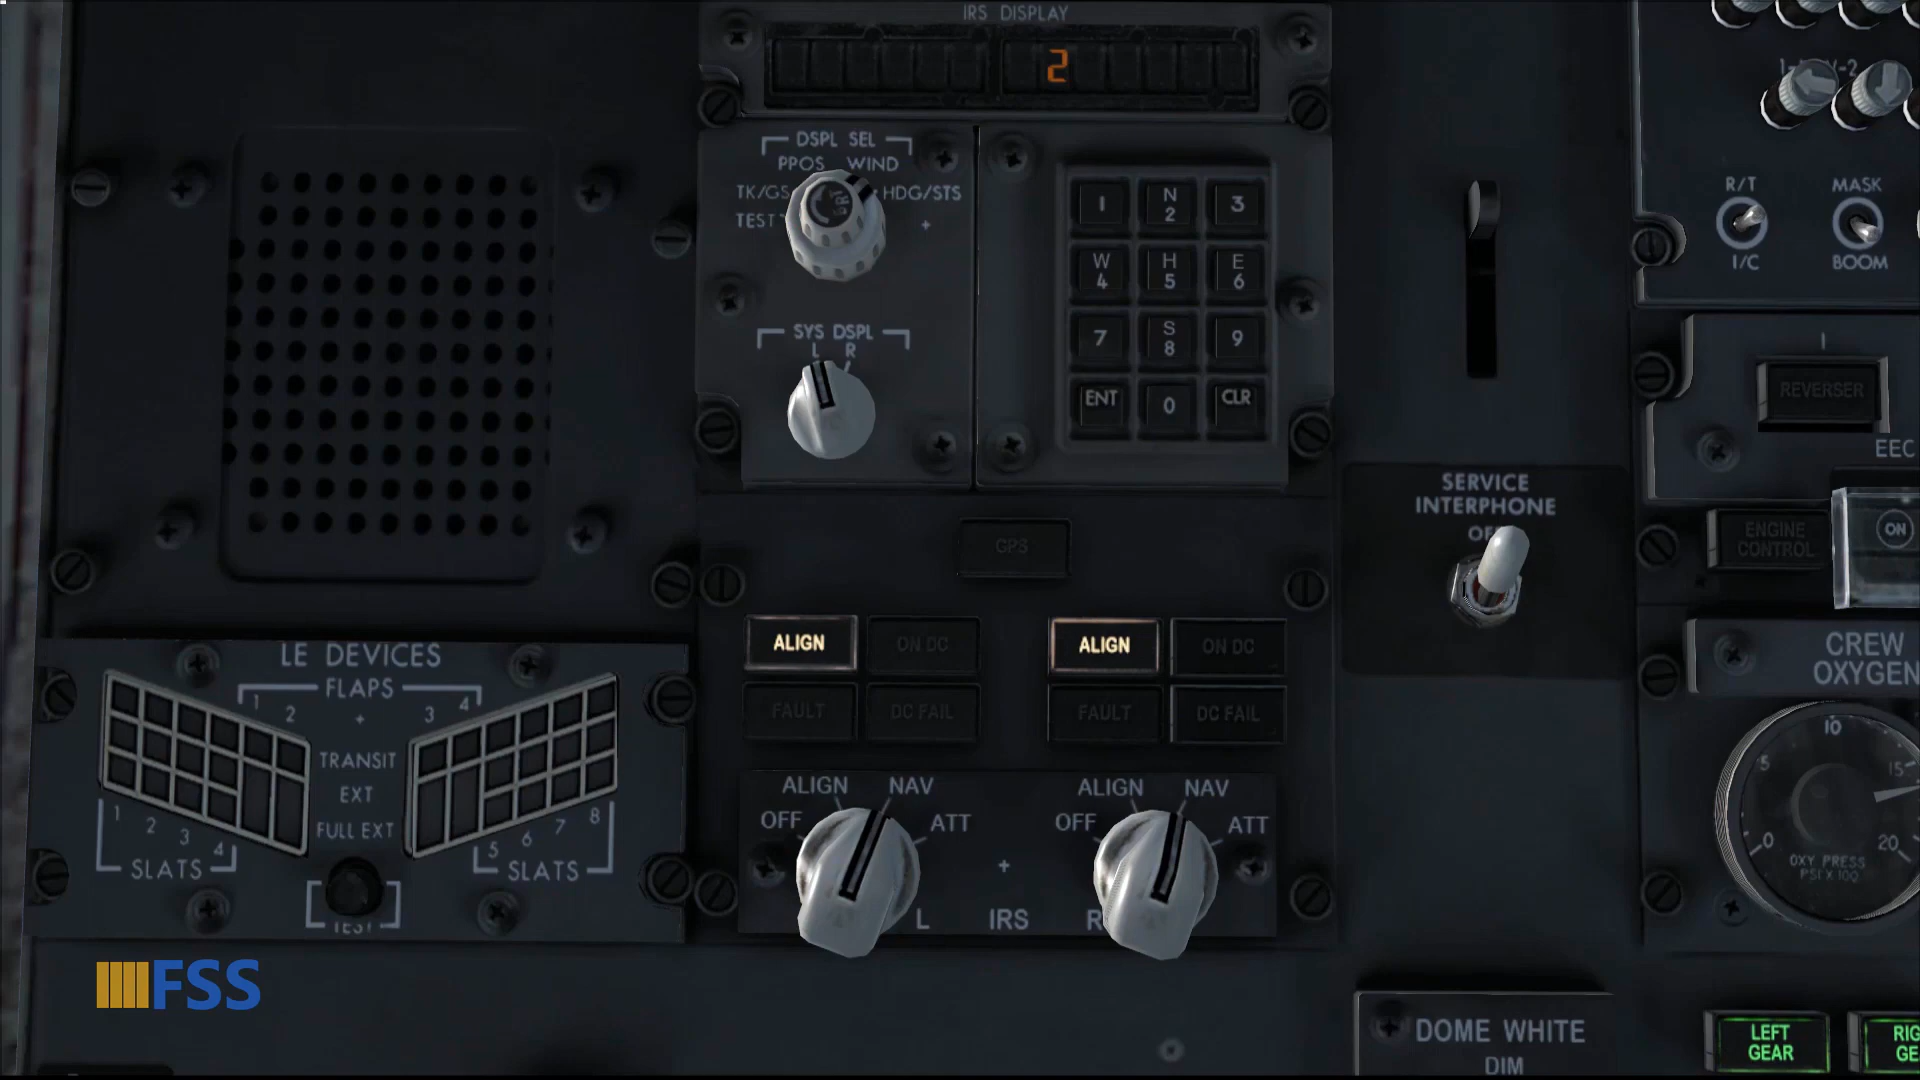 IRS DISPLAY
2
DSPL SEL
PPOS WIND
TK/GS HDG/STS
BRT
TEST
SYS DSPL
L R
1 N 2 3
W 4 H 5 E 6
7 S 8 9
ENT 0 CLR
GPS
ALIGN ON DC
FAULT DC FAIL
ALIGN ON DC
FAULT DC FAIL
ALIGN NAV
OFF ATT
ALIGN NAV
OFF ATT
L IRS R
LE DEVICES
FLAPS
1 2 3 4
TRANSIT
EXT
FULL EXT
1 2 3 4
SLATS
5 6 7 8
SLATS
TEST
FSS
SERVICE
INTERPHONE
OFF
R/T
I/C
MASK
BOOM
REVERSER
EEC
ENGINE
CONTROL
ON
CREW
OXYGEN
0 5 10 15 20
OXY PRESS
PSI X 100
DOME WHITE
DIM
LEFT
GEAR